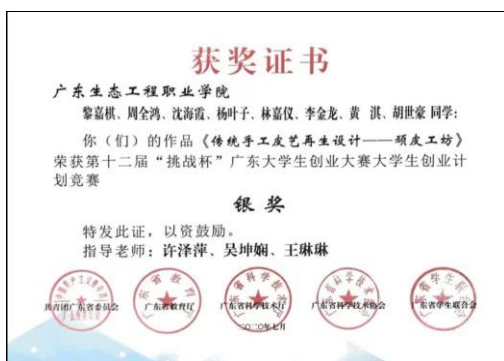 获奖证书
广东生态工程职业学院
黎嘉棋、周全鸿、沈海霞、杨叶子、林嘉仪、李金龙、黄 淇、胡世豪 同学：
你（们）的作品《传统手工皮艺再生设计——顽皮工坊》
荣获第十二届“挑战杯”广东大学生创业大赛大学生创业计
划竞赛
银奖
特发此证，以资鼓励。
指导老师：许泽萍、吴坤娴、王琳琳
共青团广东省委员会 广东省教育厅 广东省科学技术厅 广东省科学技术协会 广东省学生联合会
二〇二〇年七月